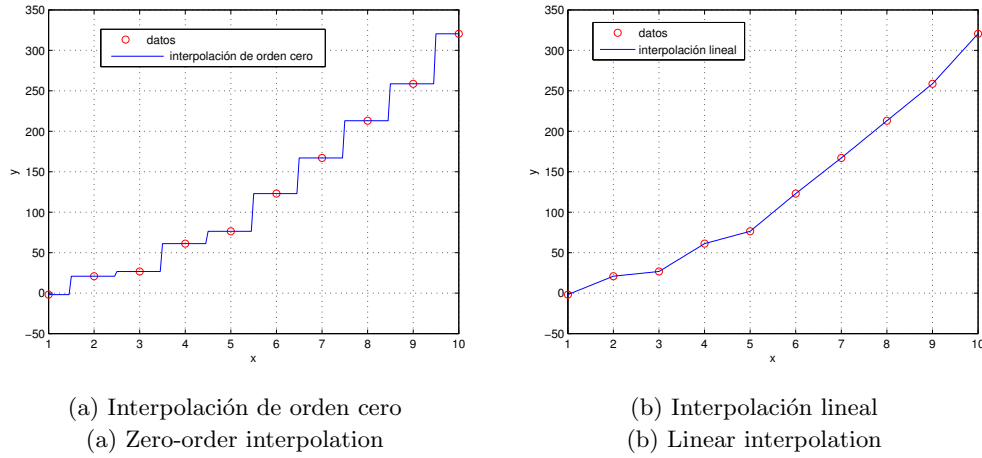 350
300
250
200
150
100
50
0
−50
y
datos
interpolación de orden cero
1 2 3 4 5 6 7 8 9 10
x
350
300
250
200
150
100
50
0
−50
y
datos
interpolación lineal
1 2 3 4 5 6 7 8 9 10
x
(a) Interpolación de orden cero
(a) Zero-order interpolation
(b) Interpolación lineal
(b) Linear interpolation